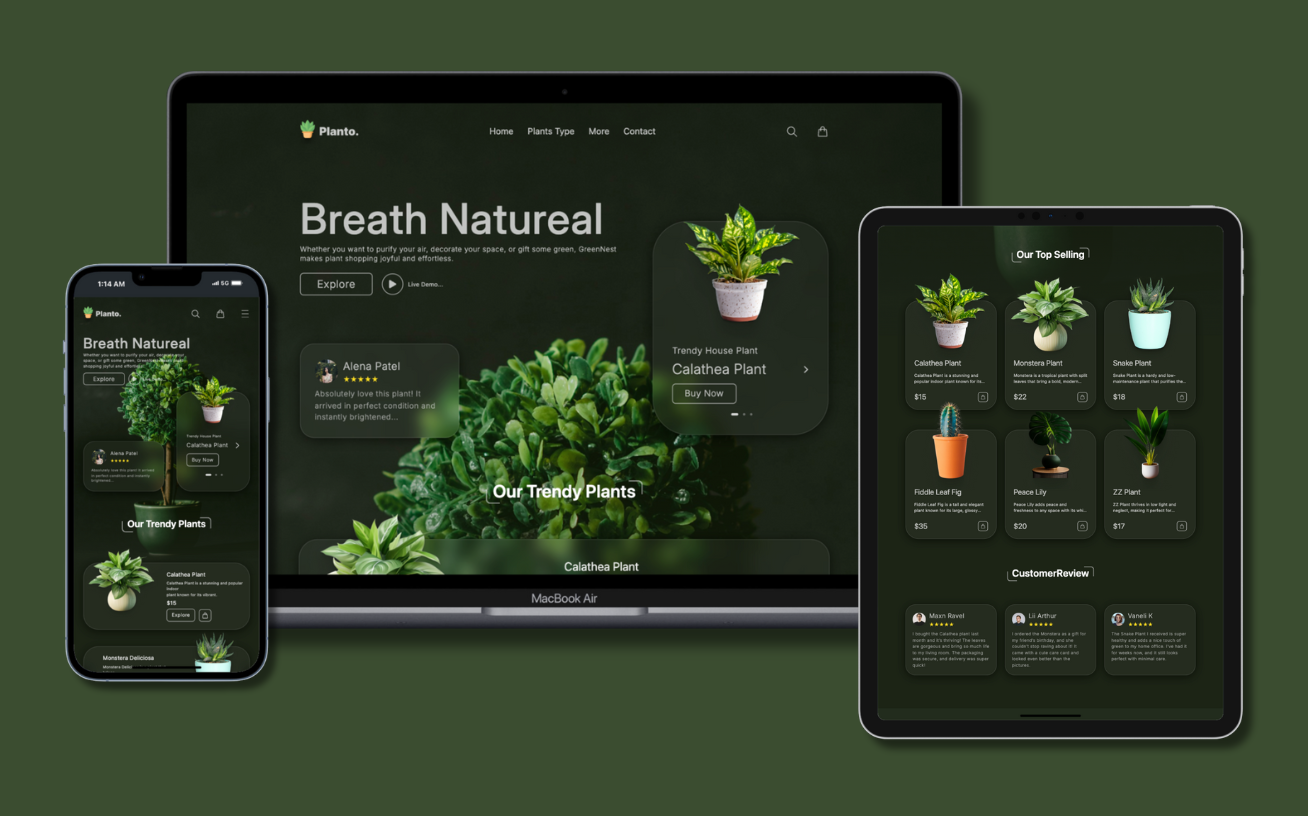 Planto.
Home Plants Type More Contact
Breath Natureal
Whether you want to purify your air, decorate your space, or gift some green, GreenNest
makes plant shopping joyful and effortless.
Explore
Live Demo...
Alena Patel
Absolutely love this plant! It
arrived in perfect condition and
instantly brightened...
Trendy House Plant
Calathea Plant
Buy Now
Our Trendy Plants
Calathea Plant
MacBook Air
1:14 AM
5G
Planto.
Breath Natureal
Whether you want to purify your air, decorate your
space, or gift some green, GreenNest makes plant
shopping joyful and effortless.
Explore
Alena Patel
Absolutely love this plant! It arrived
in perfect condition and instantly
brightened...
Trendy House Plant
Calathea Plant
Buy Now
Our Trendy Plants
Calathea Plant
Calathea Plant is a stunning and popular
indoor
plant known for its vibrant.
$15
Explore
Monstera Deliciosa
Monstera
Our Top Selling
Calathea Plant
Calathea Plant is a stunning and
popular indoor plant known for its...
$15
Monstera Plant
Monstera is a tropical plant with split
leaves that bring a bold, modern...
$22
Snake Plant
Snake Plant is a hardy and low-
maintenance plant that purifies the...
$18
Fiddle Leaf Fig
Fiddle Leaf Fig is a tall and elegant
plant known for its large, glossy...
$35
Peace Lily
Peace Lily adds peace and
freshness to any space with its whi...
$20
ZZ Plant
ZZ Plant thrives in low light and
neglect, making it perfect for...
$17
CustomerReview
Maxn Ravel
I bought the Calathea plant last
month and it's thriving! The leaves
are gorgeous and bring so much life
to my living room. The packaging
was secure, and delivery was super
quick!
Lii Arthur
I ordered the Monstera as a gift for
my friend's birthday, and she
couldn't stop raving about it! It
came with a cute care card and
looked even better than the
pictures.
Vaneli K
The Snake Plant I received is super
healthy and adds a nice touch of
green to my home office. I've had it
for weeks now, and it still looks
perfect with minimal care.